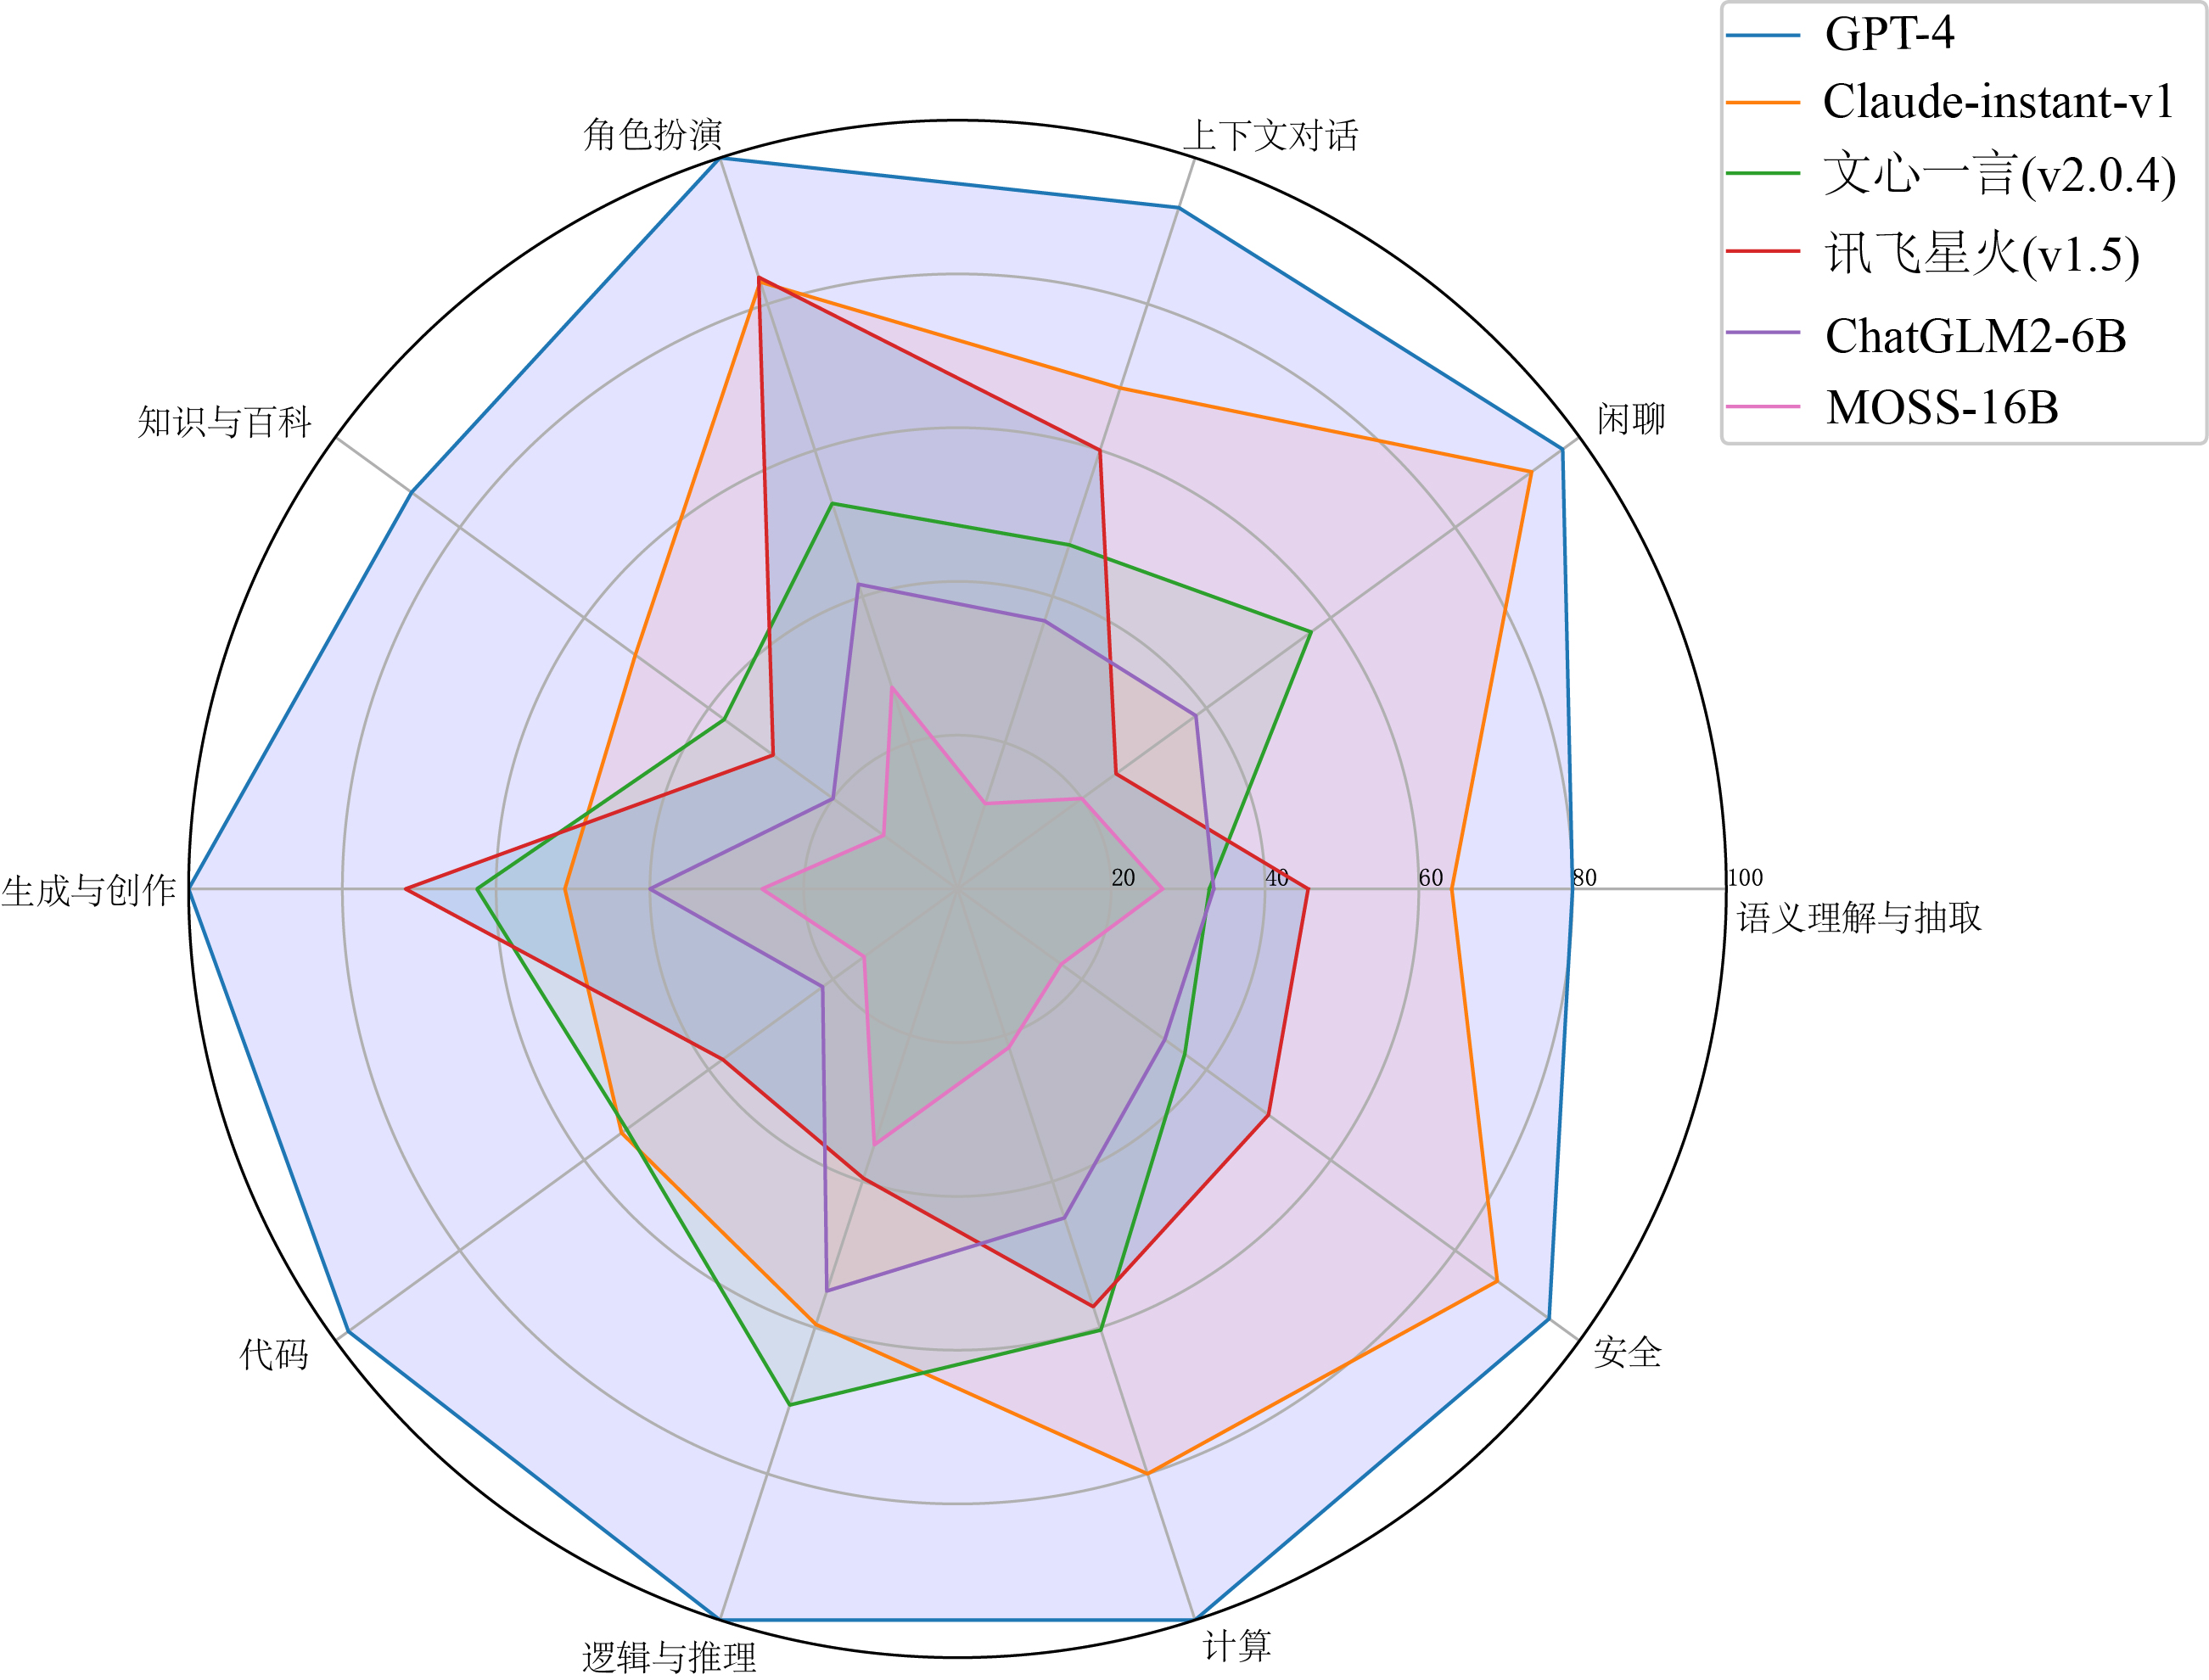 GPT-4
Claude-instant-v1
文心一言(v2.0.4)
讯飞星火(v1.5)
ChatGLM2-6B
MOSS-16B
角色扮演
上下文对话
知识与百科
闲聊
20
40
60
80
100
生成与创作
语义理解与抽取
代码
安全
逻辑与推理
计算